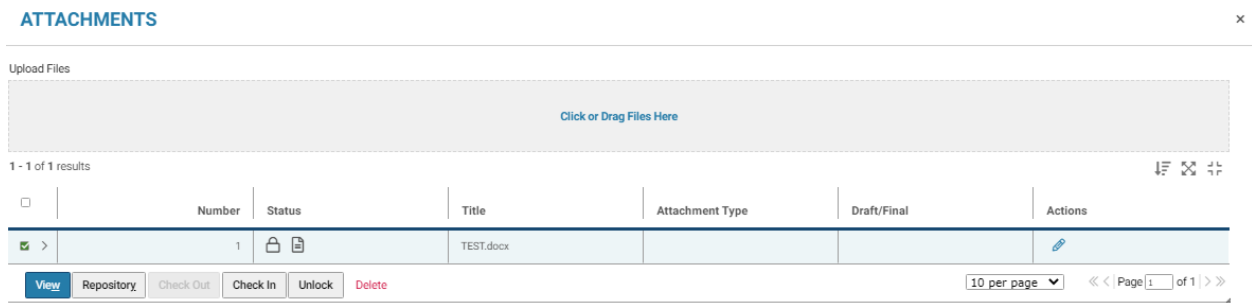 ATTACHMENTS
Upload Files
Click or Drag Files Here
1 - 1 of 1 results
Number Status Title Attachment Type Draft/Final Actions
1 TEST.docx
View Repository Check Out Check In Unlock Delete 10 per page Page 1 of 1